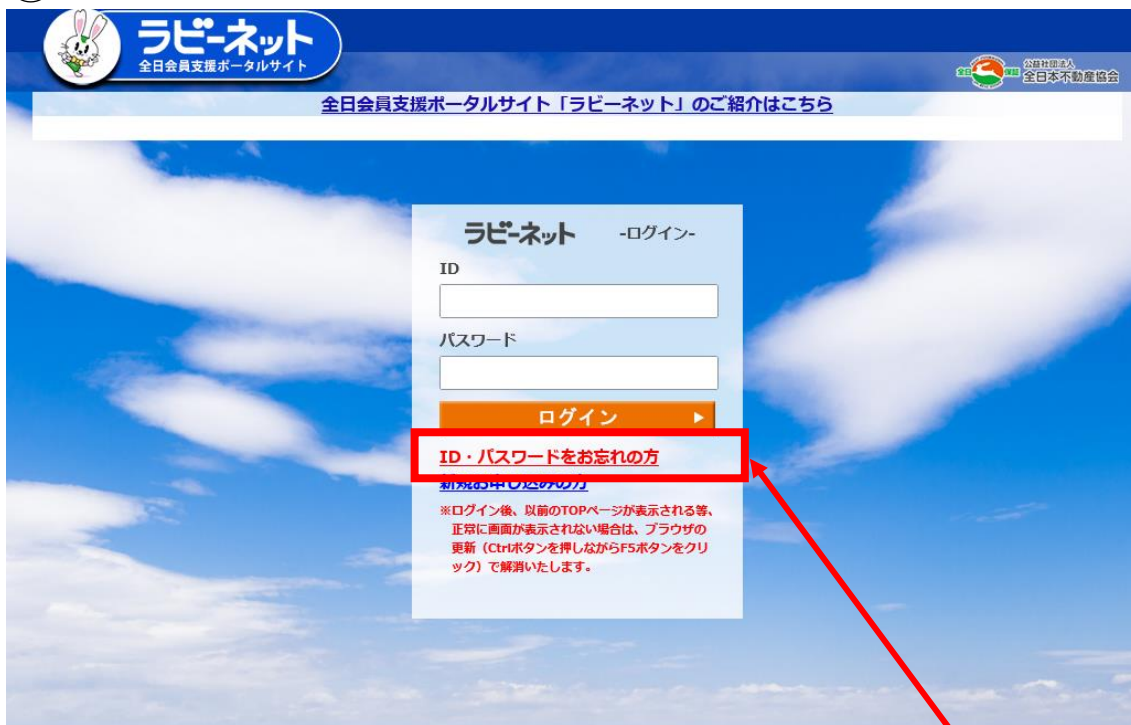 ラビーネット
全日会員支援ポータルサイト
全日
保証
公益社団法人
全日本不動産協会
全日会員支援ポータルサイト「ラビーネット」のご紹介はこちら
ラビーネット -ログイン-
ID
パスワード
ログイン
ID・パスワードをお忘れの方
新規お申し込みの方
※ログイン後、以前のTOPページが表示される等、
正常に画面が表示されない場合は、ブラウザの
更新（Ctrlボタンを押しながらF5ボタンをクリ
ック）で解消いたします。